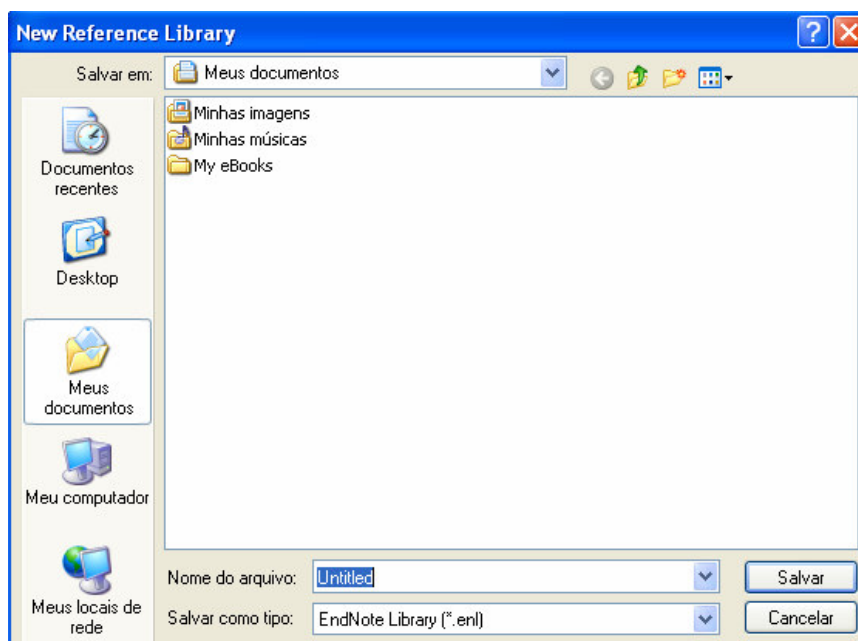 New Reference Library
Salvar em:
Meus documentos
Minhas imagens
Minhas músicas
My eBooks
Documentos
recentes
Desktop
Meus
documentos
Meu computador
Meus locais de
rede
Nome do arquivo:
Untitled
Salvar
Salvar como tipo:
EndNote Library (*.enl)
Cancelar